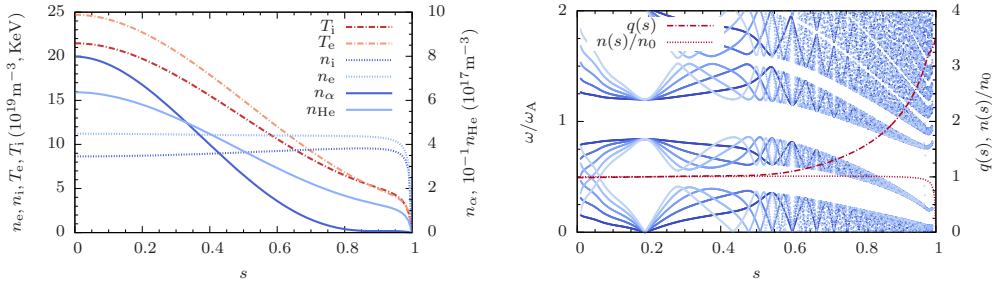 n_e, n_i, T_e, T_i (10^19 m^−3, KeV)
25
20
15
10
5
0
0
0.2
0.4
0.6
0.8
1
s
10
8
6
4
2
0
n_α, 10^−1 n_He (10^17 m^−3)
T_i
T_e
n_i
n_e
n_α
n_He
ω/ω_A
2
1
0
0
0.2
0.4
0.6
0.8
1
s
4
3
2
1
0
q(s), n(s)/n_0
q(s)
n(s)/n_0